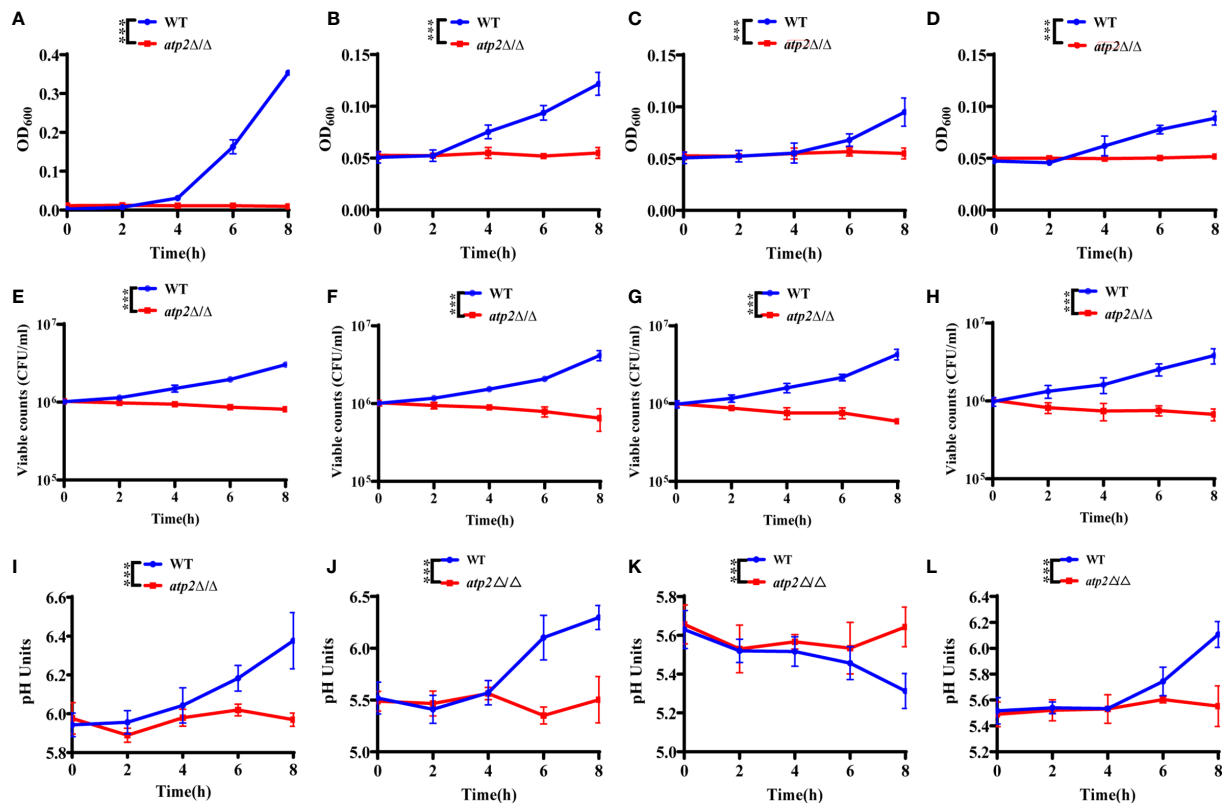 A
***
WT
atp2Δ/Δ
OD600
0.4
0.3
0.2
0.1
0.0
0 2 4 6 8
Time(h)
B
***
WT
atp2Δ/Δ
OD600
0.15
0.10
0.05
0.00
0 2 4 6 8
Time(h)
C
***
WT
atp2Δ/Δ
OD600
0.15
0.10
0.05
0.00
0 2 4 6 8
Time(h)
D
***
WT
atp2Δ/Δ
OD600
0.15
0.10
0.05
0.00
0 2 4 6 8
Time(h)
E
***
WT
atp2Δ/Δ
Viable counts (CFU/ml)
10⁷
10⁶
10⁵
0 2 4 6 8
Time(h)
F
***
WT
atp2Δ/Δ
Viable counts (CFU/ml)
10⁷
10⁶
10⁵
0 2 4 6 8
Time(h)
G
***
WT
atp2Δ/Δ
Viable counts (CFU/ml)
10⁷
10⁶
10⁵
0 2 4 6 8
Time(h)
H
***
WT
atp2Δ/Δ
Viable counts (CFU/ml)
10⁷
10⁶
10⁵
0 2 4 6 8
Time(h)
I
***
WT
atp2Δ/Δ
pH Units
6.6
6.4
6.2
6.0
5.8
0 2 4 6 8
Time(h)
J
***
WT
atp2△/△
pH Units
6.5
6.0
5.5
5.0
0 2 4 6 8
Time(h)
K
***
WT
atp2△/△
pH Units
5.8
5.6
5.4
5.2
5.0
0 2 4 6 8
Time(h)
L
***
WT
atp2△/△
pH Units
6.4
6.2
6.0
5.8
5.6
5.4
5.2
0 2 4 6 8
Time(h)